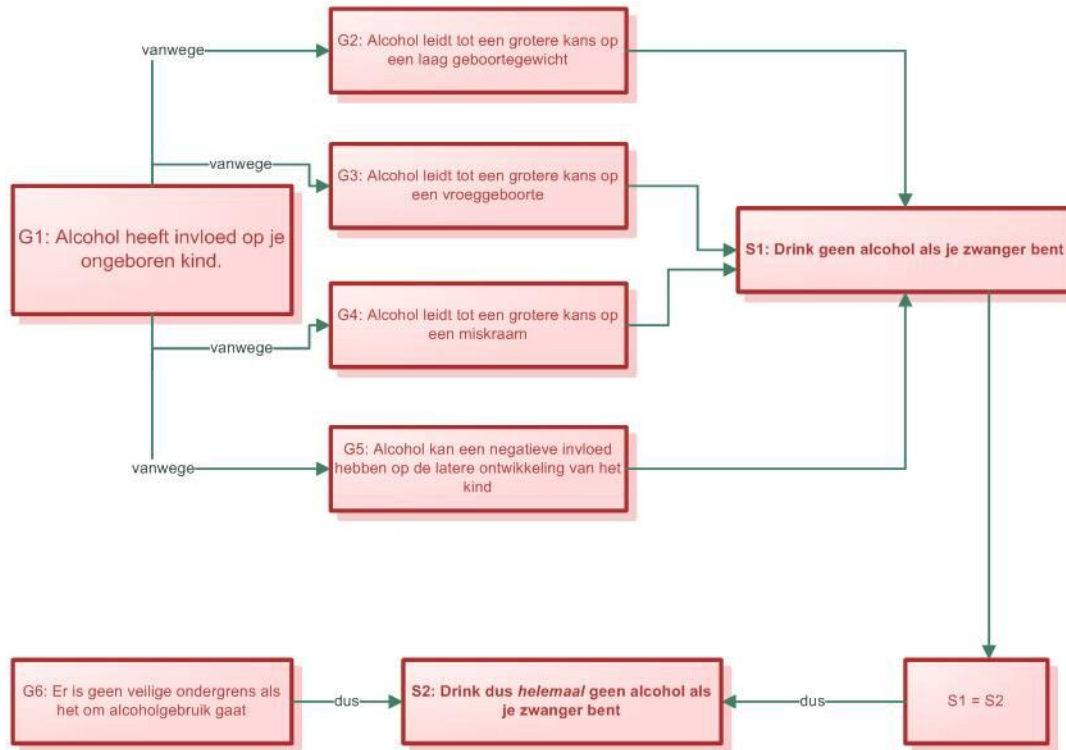 G2: Alcohol leidt tot een grotere kans op
een laag geboortegewicht
vanwege
vanwege
G3: Alcohol leidt tot een grotere kans op
een vroeggeboorte
G1: Alcohol heeft invloed op je
ongeboren kind.
S1: Drink geen alcohol als je zwanger bent
G4: Alcohol leidt tot een grotere kans op
een miskraam
vanwege
G5: Alcohol kan een negatieve invloed
hebben op de latere ontwikkeling van het
kind
vanwege
G6: Er is geen veilige ondergrens als
het om alcoholgebruik gaat
dus
S2: Drink dus helemaal geen alcohol als
je zwanger bent
dus
S1 = S2